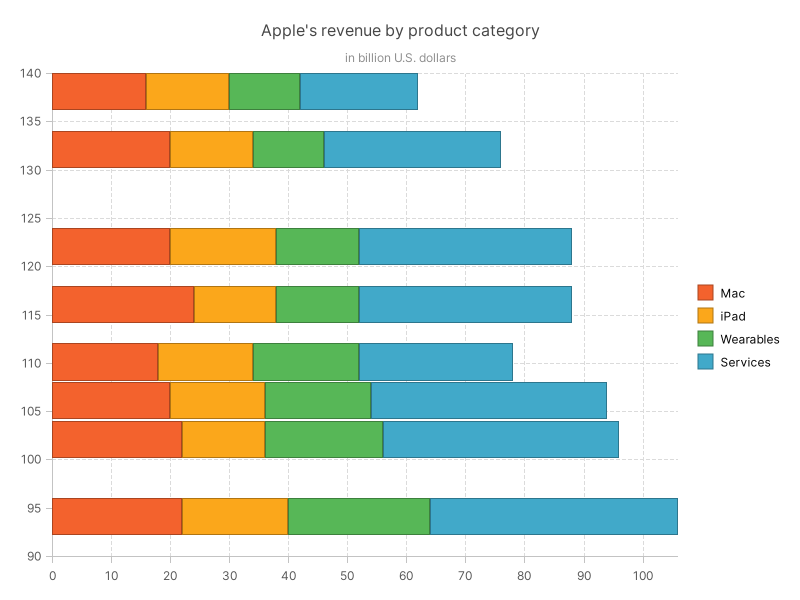 Apple's revenue by product category
in billion U.S. dollars
140
135
130
125
120
115
110
105
100
95
90
0 10 20 30 40 50 60 70 80 90 100
Mac
iPad
Wearables
Services